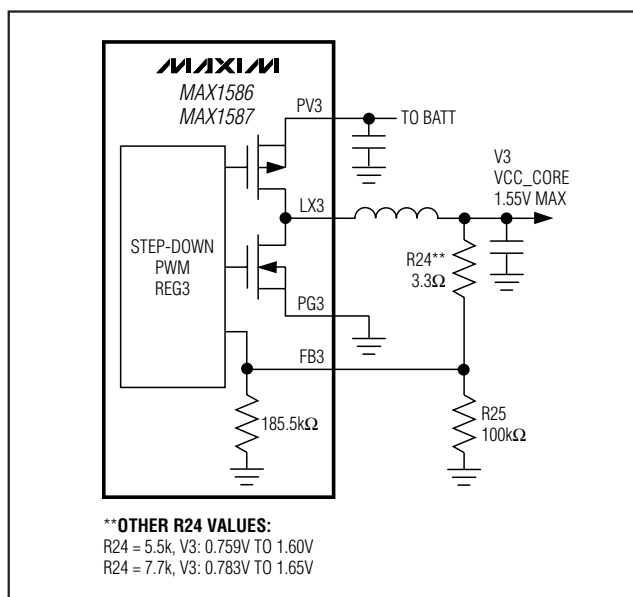 MAXIM
MAX1586
MAX1587
PV3
TO BATT
V3
VCC_CORE
1.55V MAX
LX3
STEP-DOWN
PWM
REG3
R24**
3.3Ω
PG3
FB3
185.5kΩ
R25
100kΩ
**OTHER R24 VALUES:
R24 = 5.5k, V3: 0.759V TO 1.60V
R24 = 7.7k, V3: 0.783V TO 1.65V